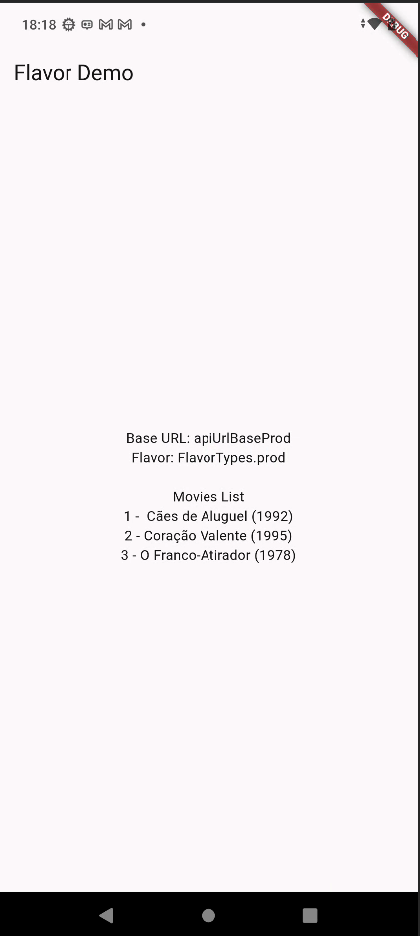 18:18
DEBUG
Flavor Demo
Base URL: apiUrlBaseProd
Flavor: FlavorTypes.prod
Movies List
1 -  Cães de Aluguel (1992)
2 - Coração Valente (1995)
3 - O Franco-Atirador (1978)